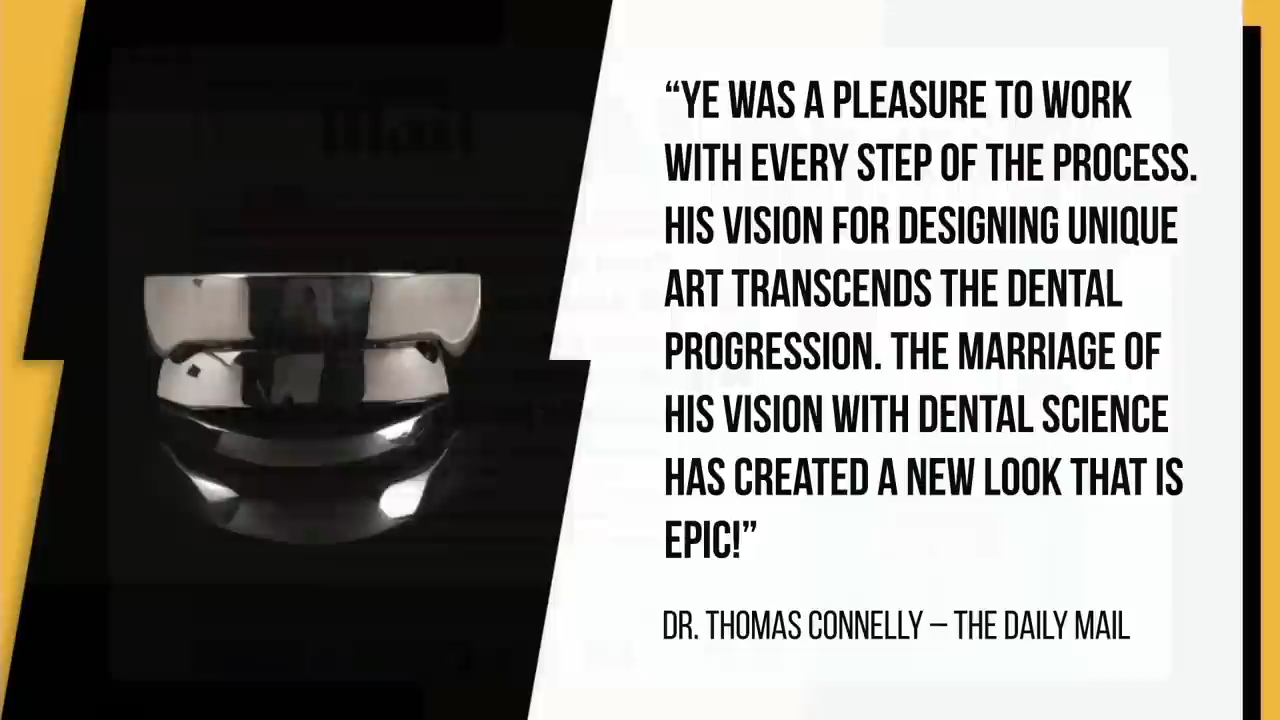 “YE WAS A PLEASURE TO WORK
WITH EVERY STEP OF THE PROCESS.
HIS VISION FOR DESIGNING UNIQUE
ART TRANSCENDS THE DENTAL
PROGRESSION. THE MARRIAGE OF
HIS VISION WITH DENTAL SCIENCE
HAS CREATED A NEW LOOK THAT IS
EPIC!”
DR. THOMAS CONNELLY – THE DAILY MAIL